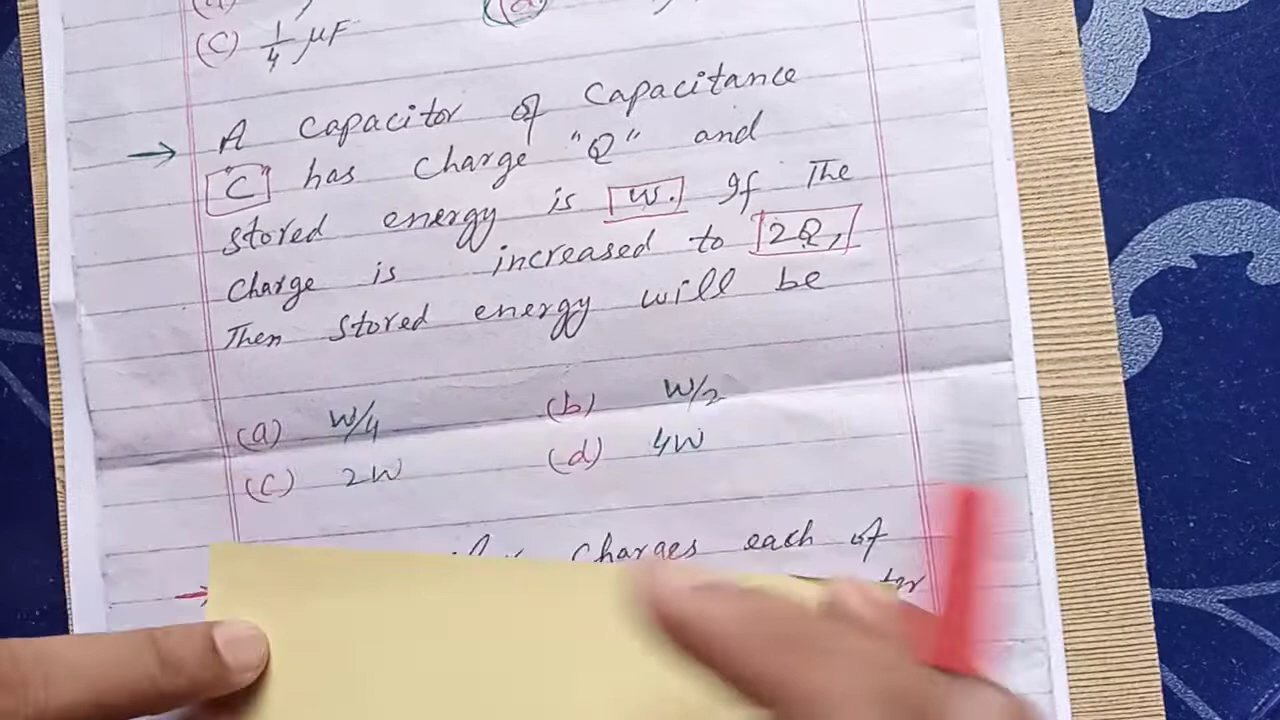 (C) 1/4 μF
→ A Capacitor of Capacitance
"C" has Charge "Q" and
stored energy is W. If The
Charge is increased to 2Q,
Then stored energy will be
(a) W/4 (b) W/2
(C) 2W (d) 4W
Charges each of